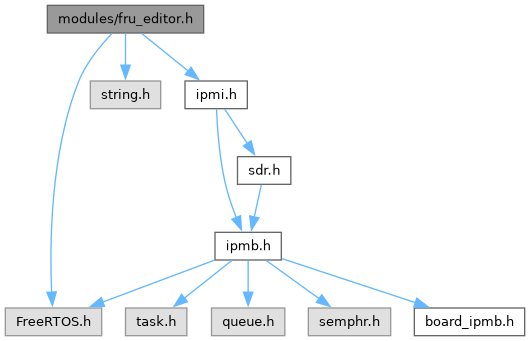 modules/fru_editor.h
string.h
ipmi.h
sdr.h
ipmb.h
FreeRTOS.h
task.h
queue.h
semphr.h
board_ipmb.h